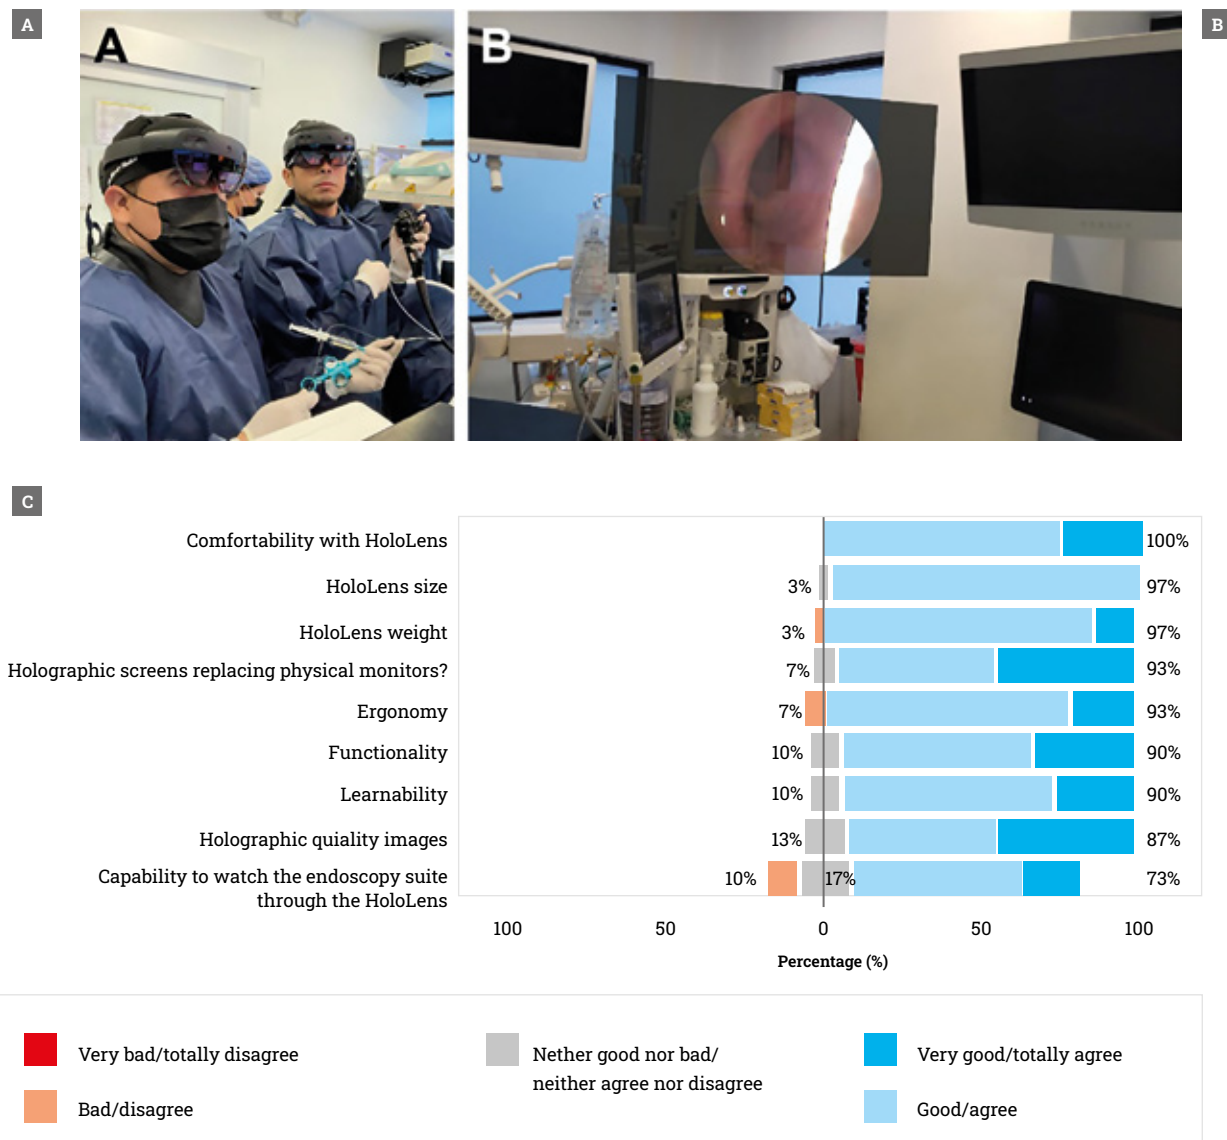 A
A
B
B
C
Comfortability with HoloLens
100%
HoloLens size
3%
97%
HoloLens weight
3%
97%
Holographic screens replacing physical monitors?
7%
93%
Ergonomy
7%
93%
Functionality
10%
90%
Learnability
10%
90%
Holographic quiality images
13%
87%
Capability to watch the endoscopy suite
through the HoloLens
10%
17%
73%
100 50 0 50 100
Percentage (%)
Very bad/totally disagree
Bad/disagree
Nether good nor bad/
neither agree nor disagree
Very good/totally agree
Good/agree